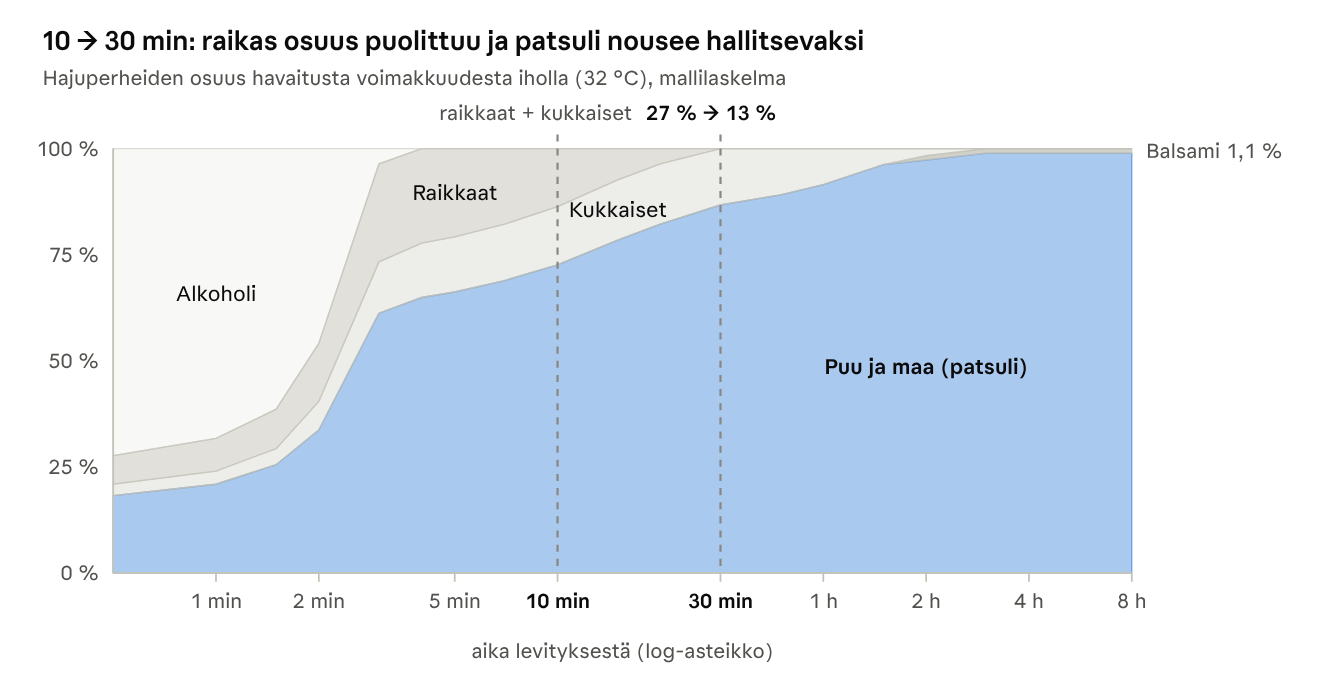 10 → 30 min: raikas osuus puolittuu ja patsuli nousee hallitsevaksi
Hajuperheiden osuus havaitusta voimakkuudesta iholla (32 °C), mallilaskelma
raikkaat + kukkaiset 27 % → 13 %
100 %
Balsami 1,1 %
Raikkaat
Kukkaiset
75 %
Alkoholi
50 %
Puu ja maa (patsuli)
25 %
0 %
1 min 2 min 5 min 10 min 30 min 1 h 2 h 4 h 8 h
aika levityksestä (log-asteikko)